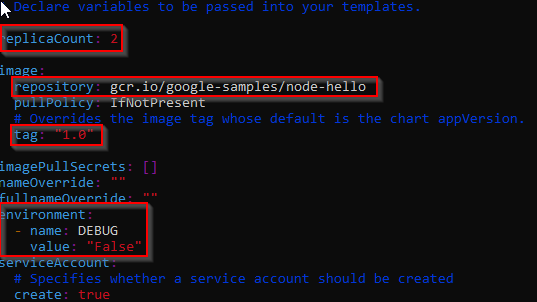 Declare variables to be passed into your templates.
replicaCount: 2
image:
repository: gcr.io/google-samples/node-hello
pullPolicy: IfNotPresent
# Overrides the image tag whose default is the chart appVersion.
tag: "1.0"
imagePullSecrets: []
nameOverride: ""
fullnameOverride: ""
environment:
- name: DEBUG
value: "False"
serviceAccount:
# Specifies whether a service account should be created
create: true